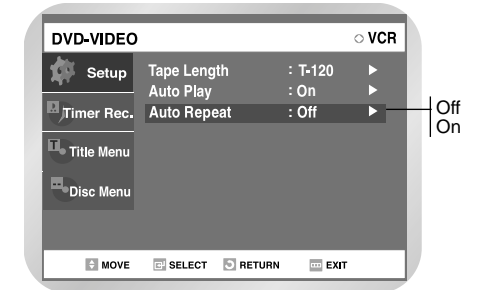 DVD-VIDEO ○ VCR
Setup
Tape Length : T-120 ►
Auto Play : On ►
Auto Repeat : Off ►
Off
On
Timer Rec.
T Title Menu
Disc Menu
MOVE SELECT RETURN EXIT